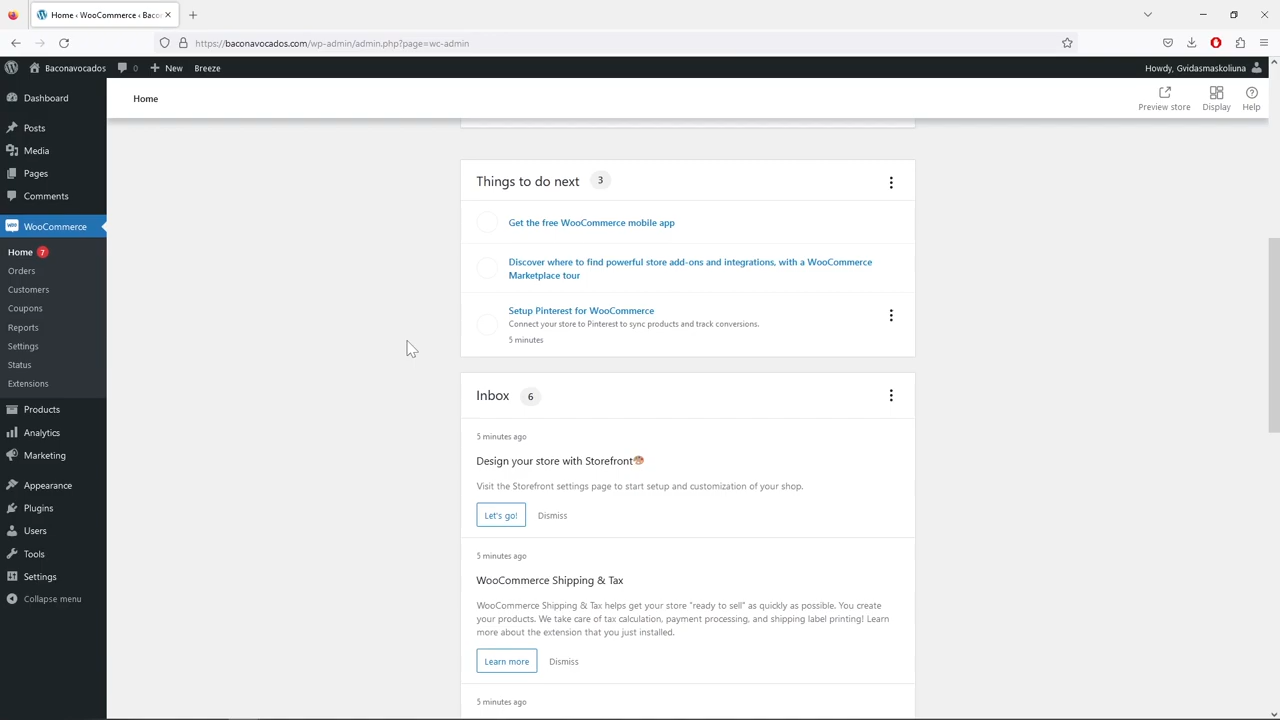 Home ‹ WooCommerce ‹ Baco
https://baconavocados.com/wp-admin/admin.php?page=wc-admin
Baconavocados
0
New
Breeze
Howdy, Gvidasmaskoliuna
Dashboard
Posts
Media
Pages
Comments
WooCommerce
Home 7
Orders
Customers
Coupons
Reports
Settings
Status
Extensions
Products
Analytics
Marketing
Appearance
Plugins
Users
Tools
Settings
Collapse menu
Home
Preview store
Display
Help
Things to do next 3
Get the free WooCommerce mobile app
Discover where to find powerful store add-ons and integrations, with a WooCommerce
Marketplace tour
Setup Pinterest for WooCommerce
Connect your store to Pinterest to sync products and track conversions.
5 minutes
Inbox 6
5 minutes ago
Design your store with Storefront
Visit the Storefront settings page to start setup and customization of your shop.
Let's go! Dismiss
5 minutes ago
WooCommerce Shipping & Tax
WooCommerce Shipping & Tax helps get your store "ready to sell" as quickly as possible. You create
your products. We take care of tax calculation, payment processing, and shipping label printing! Learn
more about the extension that you just installed.
Learn more Dismiss
5 minutes ago